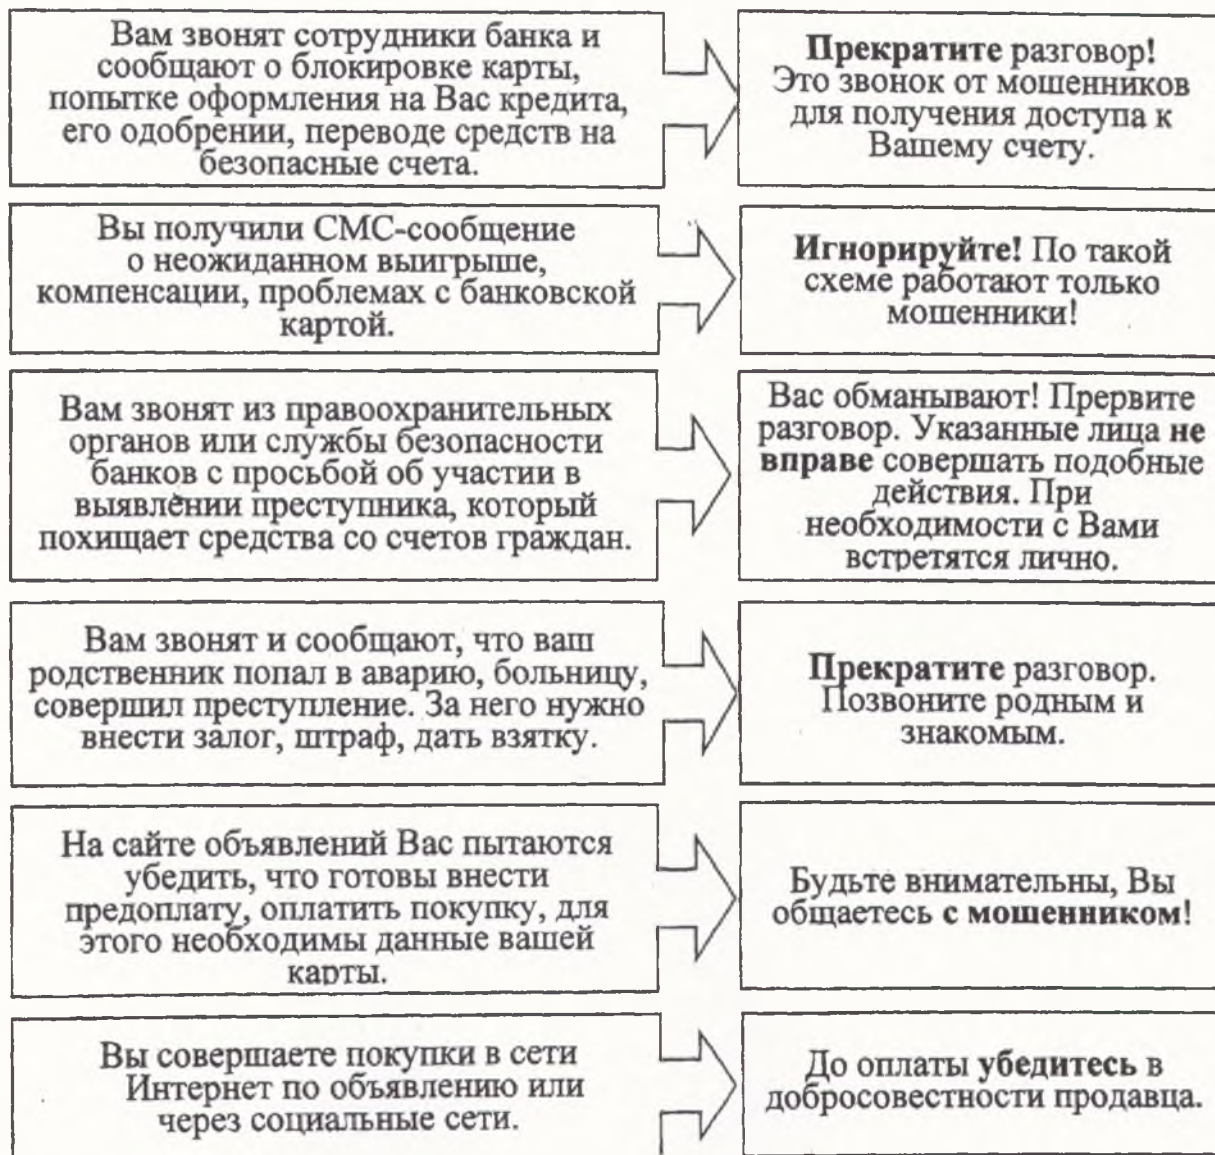 Вам звонят сотрудники банка и
сообщают о блокировке карты,
попытке оформления на Вас кредита,
его одобрении, переводе средств на
безопасные счета.
Прекратите разговор!
Это звонок от мошенников
для получения доступа к
Вашему счету.
Вы получили СМС-сообщение
о неожиданном выигрыше,
компенсации, проблемах с банковской
картой.
Игнорируйте! По такой
схеме работают только
мошенники!
Вам звонят из правоохранительных
органов или службы безопасности
банков с просьбой об участии в
выявлении преступника, который
похищает средства со счетов граждан.
Вас обманывают! Прервите
разговор. Указанные лица не
вправе совершать подобные
действия. При
необходимости с Вами
встретятся лично.
Вам звонят и сообщают, что ваш
родственник попал в аварию, больницу,
совершил преступление. За него нужно
внести залог, штраф, дать взятку.
Прекратите разговор.
Позвоните родным и
знакомым.
На сайте объявлений Вас пытаются
убедить, что готовы внести
предоплату, оплатить покупку, для
этого необходимы данные вашей
карты.
Будьте внимательны, Вы
общаетесь с мошенником!
Вы совершаете покупки в сети
Интернет по объявлению или
через социальные сети.
До оплаты убедитесь в
добросовестности продавца.